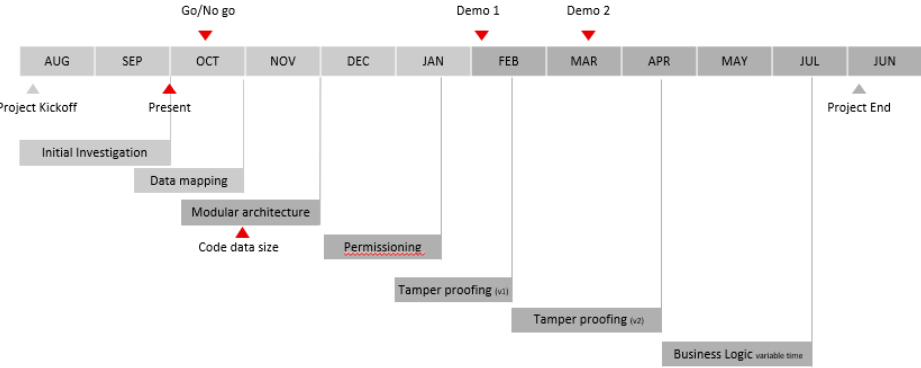 Go/No go
Demo 1
Demo 2
AUG SEP OCT NOV DEC JAN FEB MAR APR MAY JUL JUN
Project Kickoff
Present
Project End
Initial Investigation
Data mapping
Modular architecture
Code data size
Permissioning
Tamper proofing (v1)
Tamper proofing (v2)
Business Logic variable time